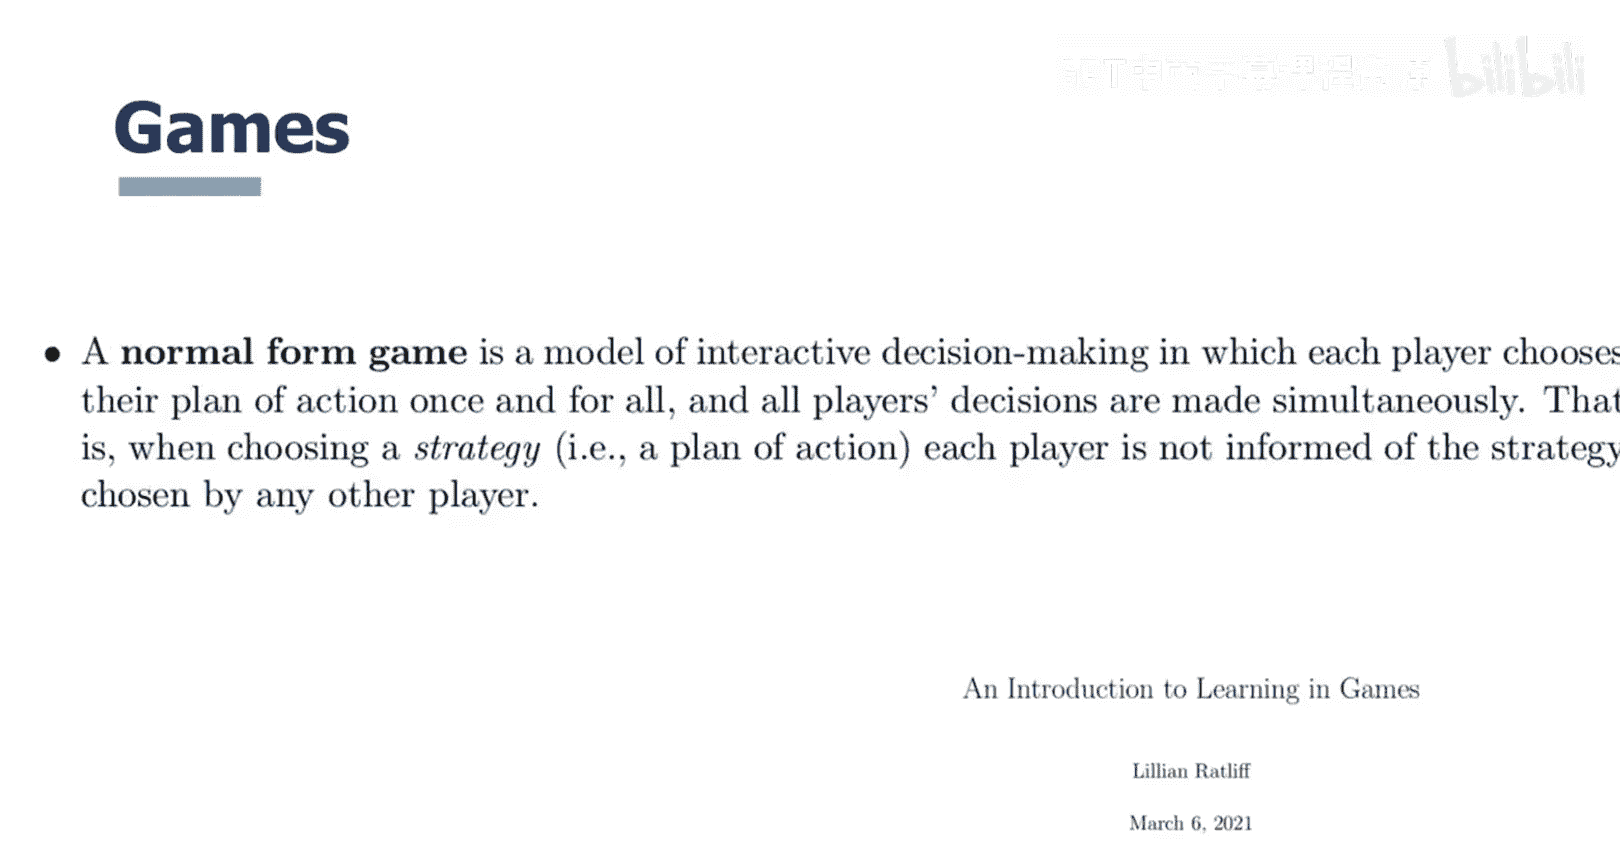 bilibili
Games
• A normal form game is a model of interactive decision-making in which each player chooses
their plan of action once and for all, and all players’ decisions are made simultaneously. That
is, when choosing a strategy (i.e., a plan of action) each player is not informed of the strategy
chosen by any other player.
An Introduction to Learning in Games
Lillian Ratliff
March 6, 2021